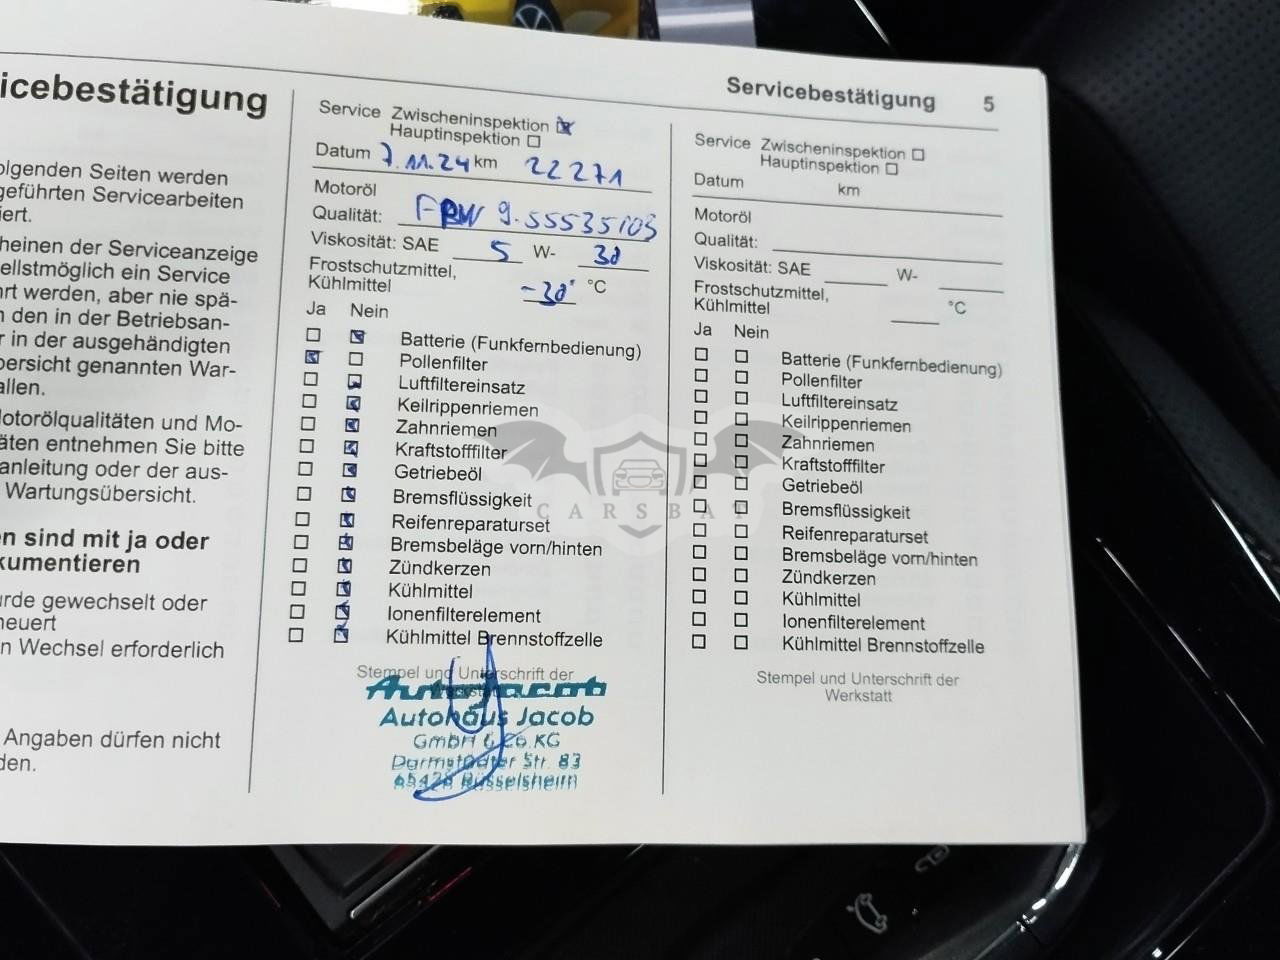 icebestätigung
olgenden Seiten werden
geführten Servicearbeiten
iert.
heinen der Serviceanzeige
ellstmöglich ein Service
rt werden, aber nie spä-
n den in der Betriebsan-
r in der ausgehändigten
bersicht genannten War-
allen.
Motorölqualitäten und Mo-
äten entnehmen Sie bitte
anleitung oder der aus-
Wartungsübersicht.
en sind mit ja oder
kumentieren
urde gewechselt oder
neuert
n Wechsel erforderlich
Angaben dürfen nicht
den.
Service Zwischeninspektion
Hauptinspektion
Datum 7.11.24 km 22271
Motoröl
Qualität: 9.55535103
Viskosität: SAE 5 W- 30
Frostschutzmittel,
Kühlmittel -30° °C
Ja Nein
Batterie (Funkfernbedienung)
Pollenfilter
Luftfiltereinsatz
Keilrippenriemen
Zahnriemen
Kraftstofffilter
Getriebeöl
Bremsflüssigkeit
Reifenreparaturset
Bremsbeläge vorn/hinten
Zündkerzen
Kühlmittel
Ionenfilterelement
Kühlmittel Brennstoffzelle
Stempel und Unterschrift der
Auto Jacob
Autohaus Jacob
GmbH & Co.KG
Darmstädter Str. 83
65428 Rüsselsheim
Servicebestätigung 5
Service Zwischeninspektion
Hauptinspektion
Datum km
Motoröl
Qualität:
Viskosität: SAE W-
Frostschutzmittel,
Kühlmittel °C
Ja Nein
Batterie (Funkfernbedienung)
Pollenfilter
Luftfiltereinsatz
Keilrippenriemen
Zahnriemen
Kraftstofffilter
Getriebeöl
Bremsflüssigkeit
Reifenreparaturset
Bremsbeläge vorn/hinten
Zündkerzen
Kühlmittel
Ionenfilterelement
Kühlmittel Brennstoffzelle
Stempel und Unterschrift der
Werkstatt
CARSBAT